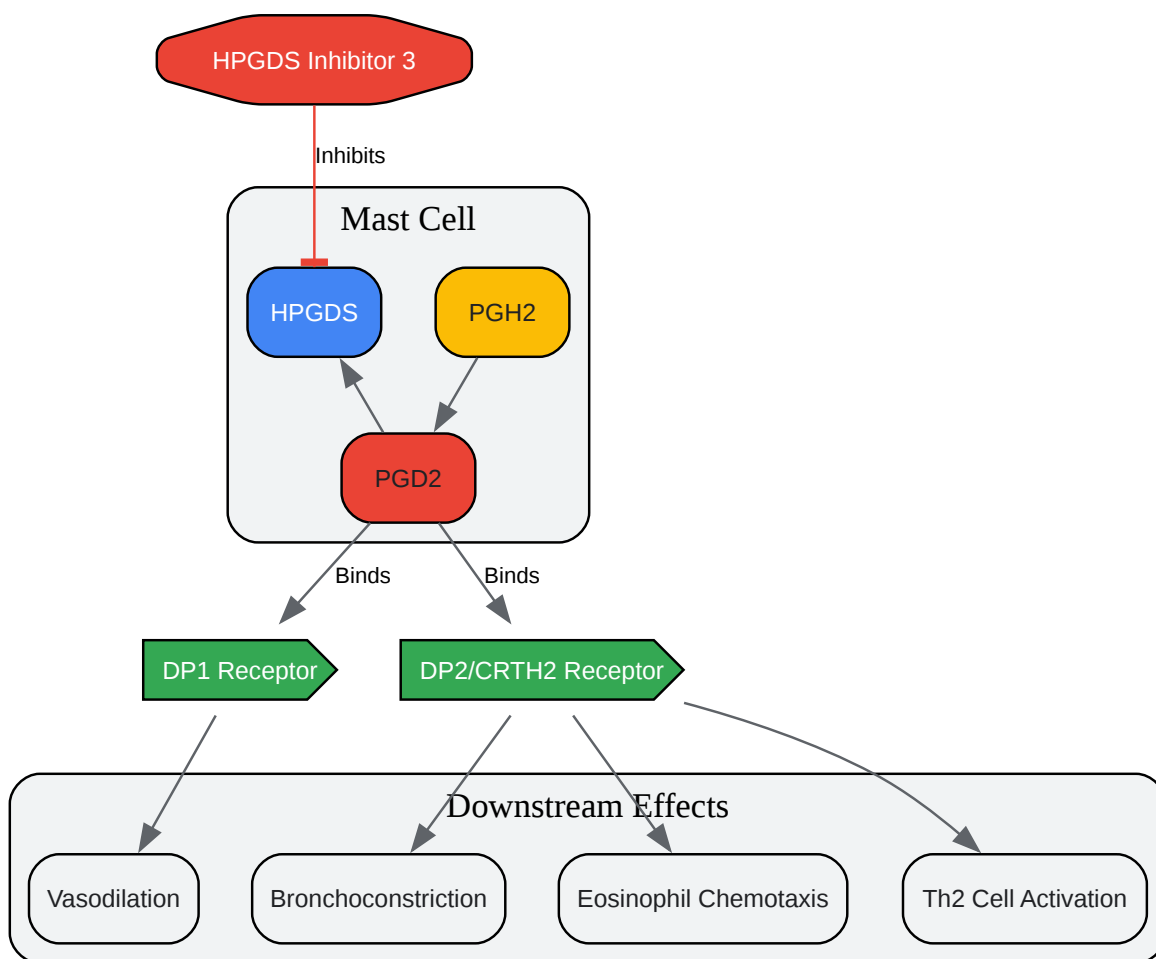 HPGDS Inhibitor 3
Inhibits
Mast Cell
HPGDS
PGH2
PGD2
Binds
Binds
DP1 Receptor
DP2/CRTH2 Receptor
Downstream Effects
Vasodilation
Bronchoconstriction
Eosinophil Chemotaxis
Th2 Cell Activation